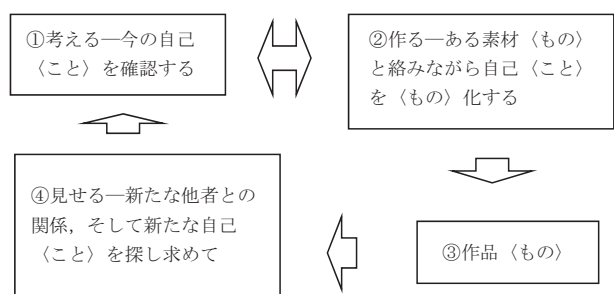 ①考える―今の自己
〈こと〉を確認する
②作る―ある素材〈もの〉
と絡みながら自己〈こと〉
を〈もの〉化する
③作品〈もの〉
④見せる―新たな他者との
関係，そして新たな自己
〈こと〉を探し求めて